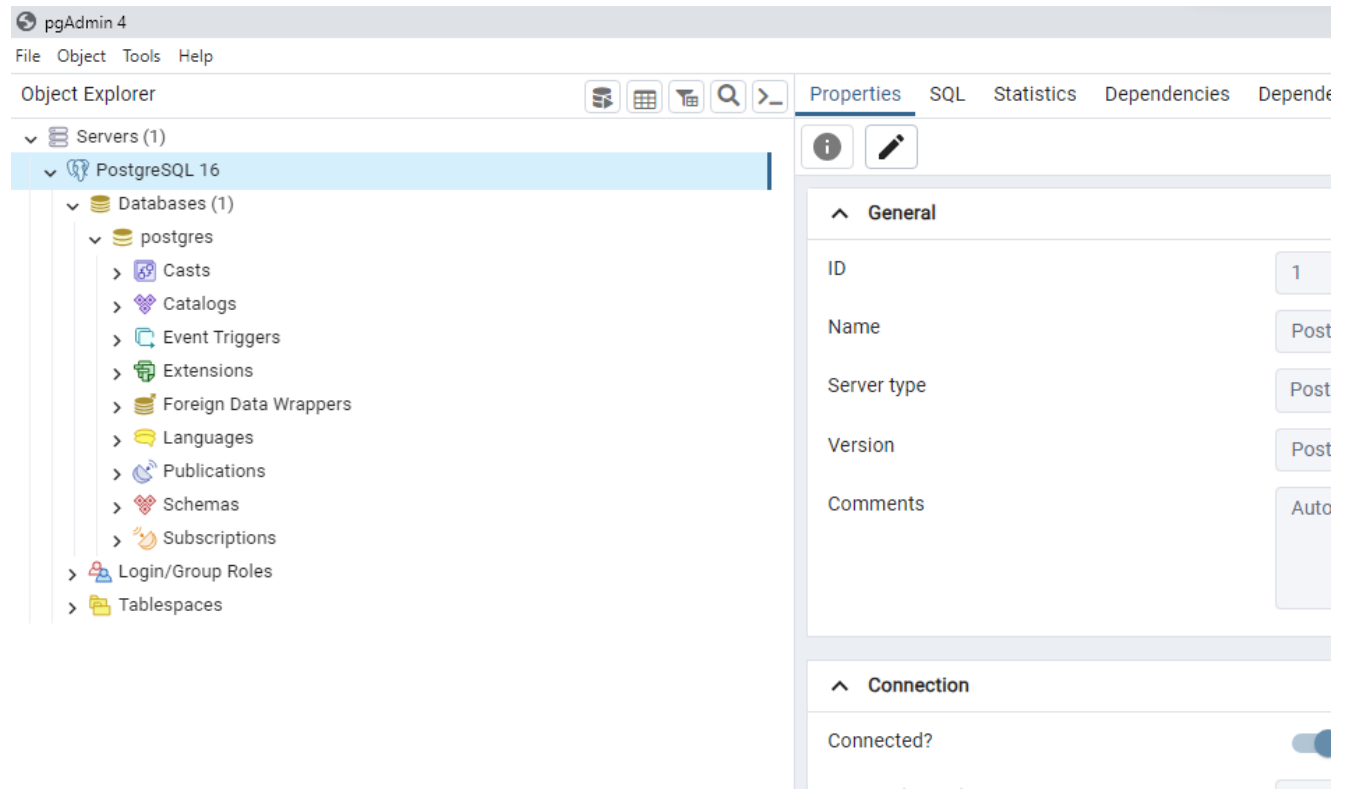 pgAdmin 4
File Object Tools Help
Object Explorer
Properties SQL Statistics Dependencies Depende
Servers (1)
PostgreSQL 16
Databases (1)
postgres
Casts
Catalogs
Event Triggers
Extensions
Foreign Data Wrappers
Languages
Publications
Schemas
Subscriptions
Login/Group Roles
Tablespaces
General
ID 1
Name Post
Server type Post
Version Post
Comments Auto
Connection
Connected?